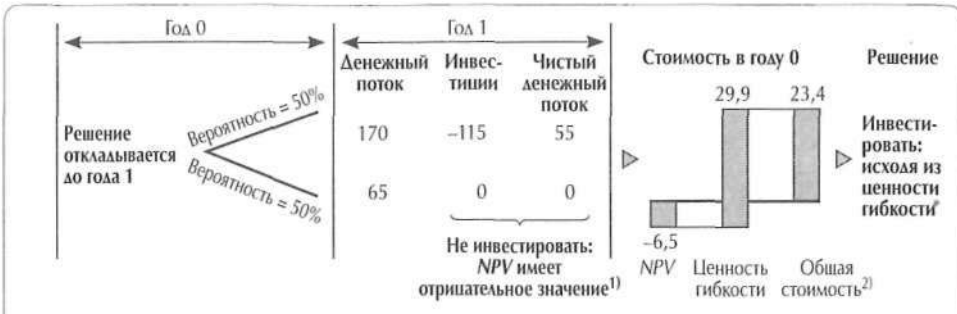 Год 0
Год 1
Денежный поток
Инвес-
тиции
Чистый
денежный
поток
Стоимость в году 0
Решение
Решение
откладывается
до года 1
Вероятность = 50%
Вероятность = 50%
170 –115 55
65 0 0
Не инвестировать:
NPV имеет
отрицательное значение1)
29,9 23,4
–6,5
NPV
Ценность
гибкости
Общая
стоимость2)
Инвести-
ровать:
исходя из
ценности
гибкости